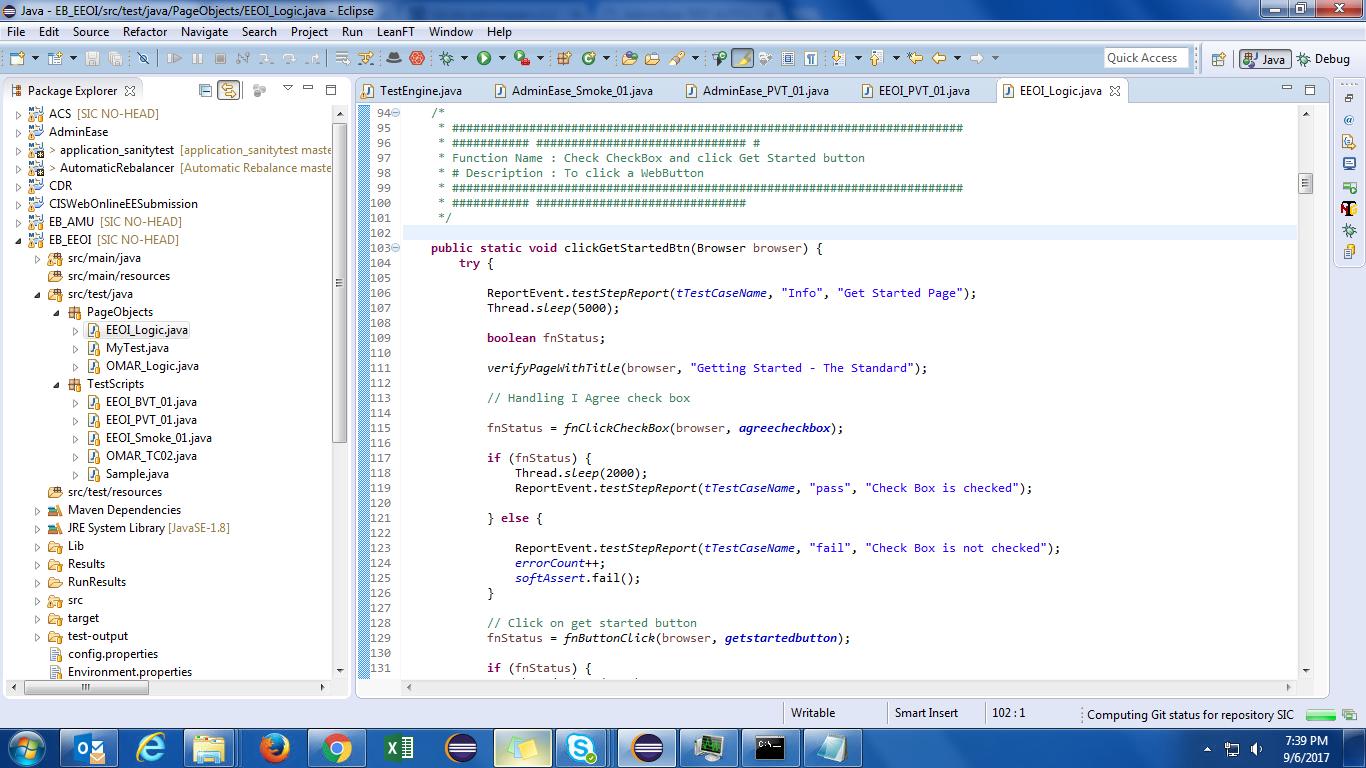 Java - EB_EEOI/src/test/java/PageObjects/EEOI_Logic.java - Eclipse
File Edit Source Refactor Navigate Search Project Run LeanFT Window Help
Quick Access Java Debug
Package Explorer
ACS [SIC NO-HEAD]
AdminEase
> application_sanitytest [application_sanitytest maste
> AutomaticRebalancer [Automatic Rebalance maste
CDR
CISWebOnlineEESubmission
EB_AMU [SIC NO-HEAD]
EB_EEOI [SIC NO-HEAD]
src/main/java
src/main/resources
src/test/java
PageObjects
EEOI_Logic.java
MyTest.java
OMAR_Logic.java
TestScripts
EEOI_BVT_01.java
EEOI_PVT_01.java
EEOI_Smoke_01.java
OMAR_TC02.java
Sample.java
src/test/resources
Maven Dependencies
JRE System Library [JavaSE-1.8]
Lib
Results
RunResults
src
target
test-output
config.properties
Environment.properties
TestEngine.java AdminEase_Smoke_01.java AdminEase_PVT_01.java EEOI_PVT_01.java EEOI_Logic.java
94 /*
95 * #########################################################################
96 * ########### ############################## #
97 * Function Name : Check CheckBox and click Get Started button
98 * # Description : To click a WebButton
99 * #########################################################################
100 * ########### ##############################
101 */
102
103 public static void clickGetStartedBtn(Browser browser) {
104 try {
105
106 ReportEvent.testStepReport(tTestCaseName, "Info", "Get Started Page");
107 Thread.sleep(5000);
108
109 boolean fnStatus;
110
111 verifyPageWithTitle(browser, "Getting Started - The Standard");
112
113 // Handling I Agree check box
114
115 fnStatus = fnClickCheckBox(browser, agreecheckbox);
116
117 if (fnStatus) {
118 Thread.sleep(2000);
119 ReportEvent.testStepReport(tTestCaseName, "pass", "Check Box is checked");
120
121 } else {
122
123 ReportEvent.testStepReport(tTestCaseName, "fail", "Check Box is not checked");
124 errorCount++;
125 softAssert.fail();
126 }
127
128 // Click on get started button
129 fnStatus = fnButtonClick(browser, getstartedbutton);
130
131 if (fnStatus) {
Writable Smart Insert 102 : 1 Computing Git status for repository SIC
7:39 PM
9/6/2017